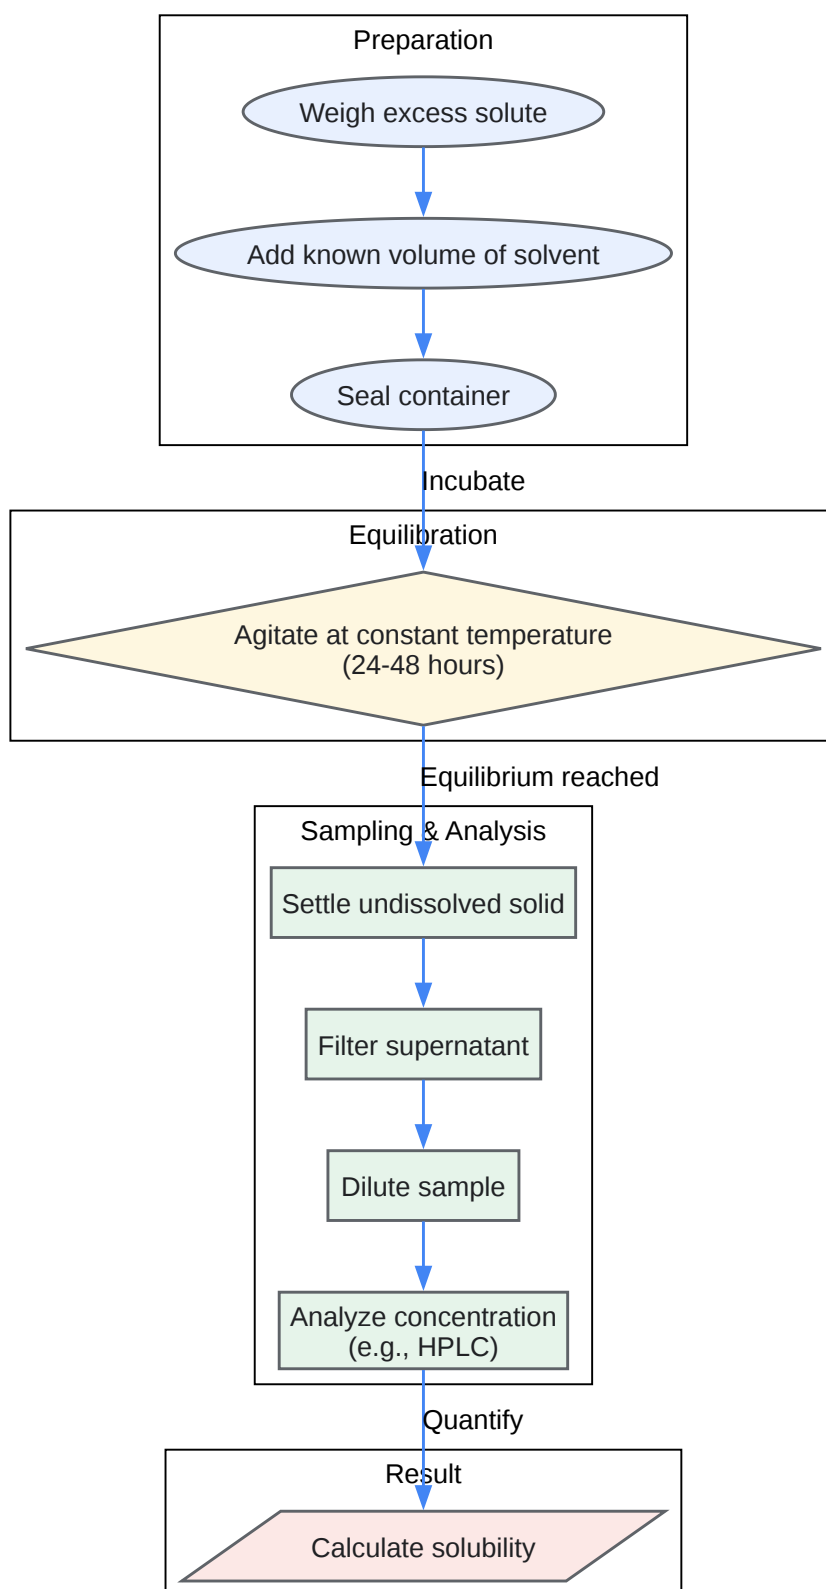 Preparation
Weigh excess solute
Add known volume of solvent
Seal container
Incubate
Equilibration
Agitate at constant temperature
(24-48 hours)
Equilibrium reached
Sampling & Analysis
Settle undissolved solid
Filter supernatant
Dilute sample
Analyze concentration
(e.g., HPLC)
Quantify
Result
Calculate solubility